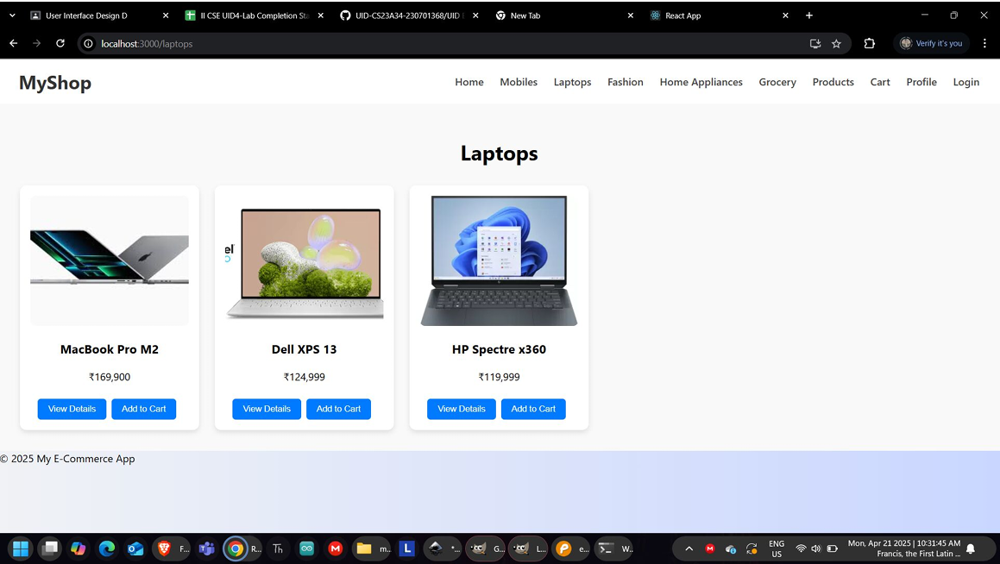 User Interface Design D
II CSE UID4-Lab Completion Sta
UID-CS23A34-230701368/UID E
New Tab
React App
localhost:3000/laptops
Verify it's you
MyShop
Home Mobiles Laptops Fashion Home Appliances Grocery Products Cart Profile Login
Laptops
el
MacBook Pro M2
₹169,900
View Details Add to Cart
Dell XPS 13
₹124,999
View Details Add to Cart
HP Spectre x360
₹119,999
View Details Add to Cart
© 2025 My E-Commerce App
F...
R...
Th
m..
L
"..
G..
L...
e...
W..
ENG
US
Mon, Apr 21 2025 | 10:31:45 AM
Francis, the First Latin ...